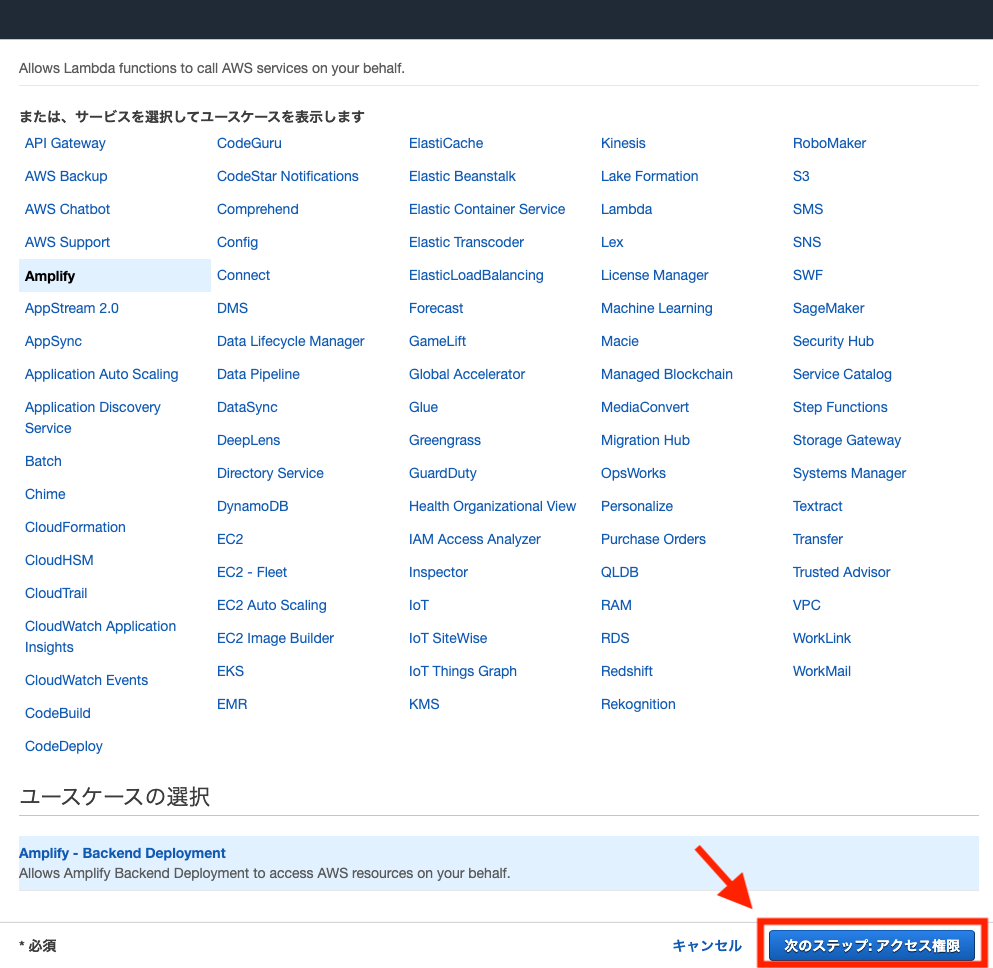 Allows Lambda functions to call AWS services on your behalf.
または、サービスを選択してユースケースを表示します
API Gateway
AWS Backup
AWS Chatbot
AWS Support
Amplify
AppStream 2.0
AppSync
Application Auto Scaling
Application Discovery
Service
Batch
Chime
CloudFormation
CloudHSM
CloudTrail
CloudWatch Application
Insights
CloudWatch Events
CodeBuild
CodeDeploy
CodeGuru
CodeStar Notifications
Comprehend
Config
Connect
DMS
Data Lifecycle Manager
Data Pipeline
DataSync
DeepLens
Directory Service
DynamoDB
EC2
EC2 - Fleet
EC2 Auto Scaling
EC2 Image Builder
EKS
EMR
ElastiCache
Elastic Beanstalk
Elastic Container Service
Elastic Transcoder
ElasticLoadBalancing
Forecast
GameLift
Global Accelerator
Glue
Greengrass
GuardDuty
Health Organizational View
IAM Access Analyzer
Inspector
IoT
IoT SiteWise
IoT Things Graph
KMS
Kinesis
Lake Formation
Lambda
Lex
License Manager
Machine Learning
Macie
Managed Blockchain
MediaConvert
Migration Hub
OpsWorks
Personalize
Purchase Orders
QLDB
RAM
RDS
Redshift
Rekognition
RoboMaker
S3
SMS
SNS
SWF
SageMaker
Security Hub
Service Catalog
Step Functions
Storage Gateway
Systems Manager
Textract
Transfer
Trusted Advisor
VPC
WorkLink
WorkMail
ユースケースの選択
Amplify - Backend Deployment
Allows Amplify Backend Deployment to access AWS resources on your behalf.
* 必須
キャンセル
次のステップ: アクセス権限